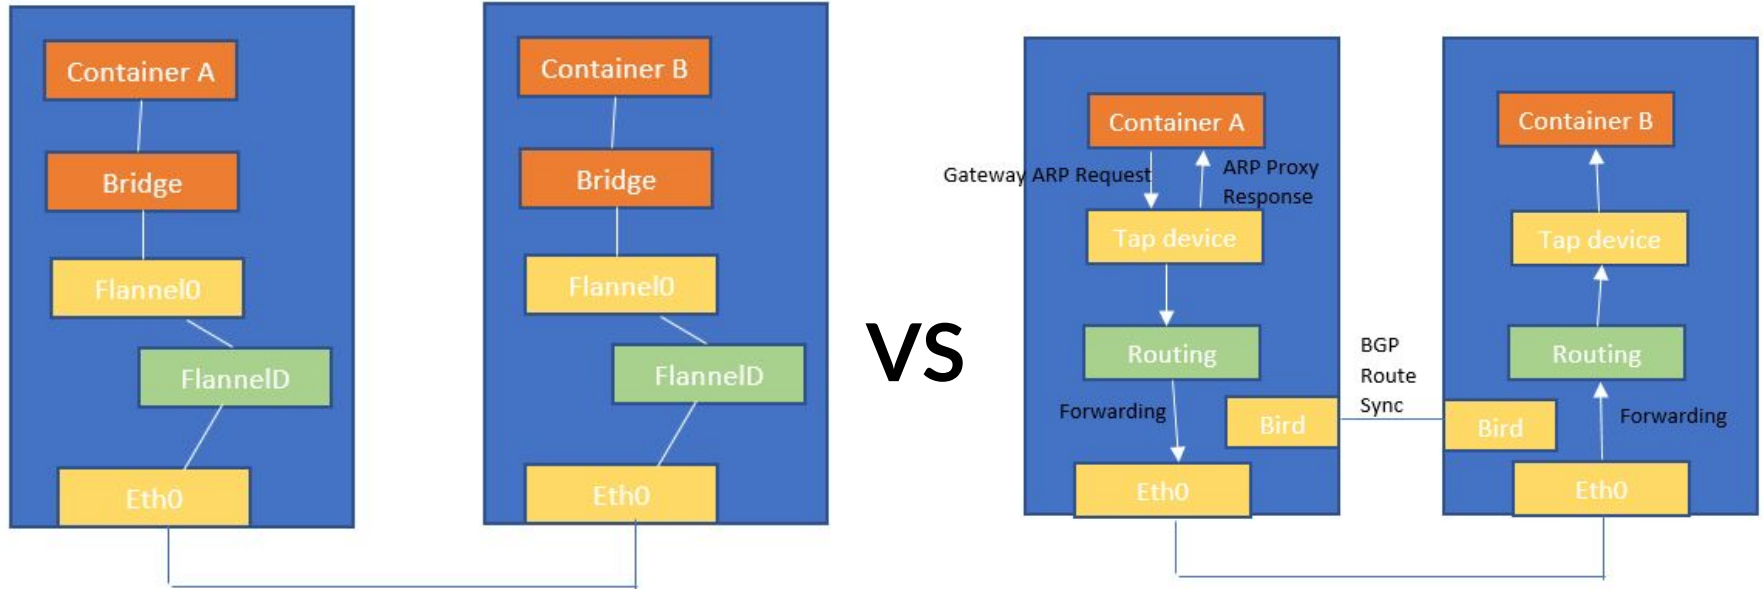 Container A
Bridge
Flannel0
FlannelD
Eth0
Container B
Bridge
Flannel0
FlannelD
Eth0
VS
Container A
Gateway ARP Request
ARP Proxy
Response
Tap device
Routing
Forwarding
Bird
Eth0
BGP
Route
Sync
Container B
Tap device
Routing
Forwarding
Bird
Eth0